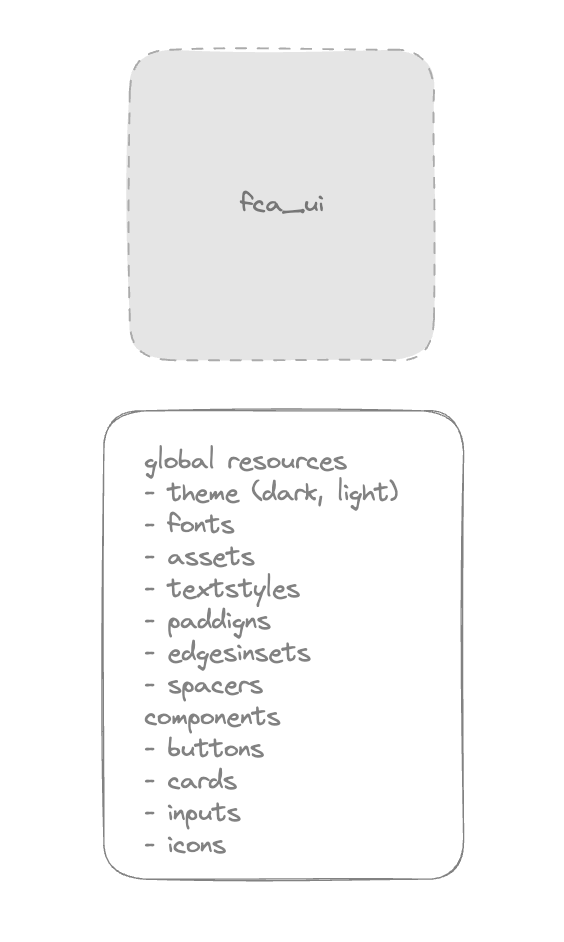 fca_ui
global resources
- theme (dark, light)
- fonts
- assets
- textstyles
- paddigns
- edgesinsets
- spacers
components
- buttons
- cards
- inputs
- icons